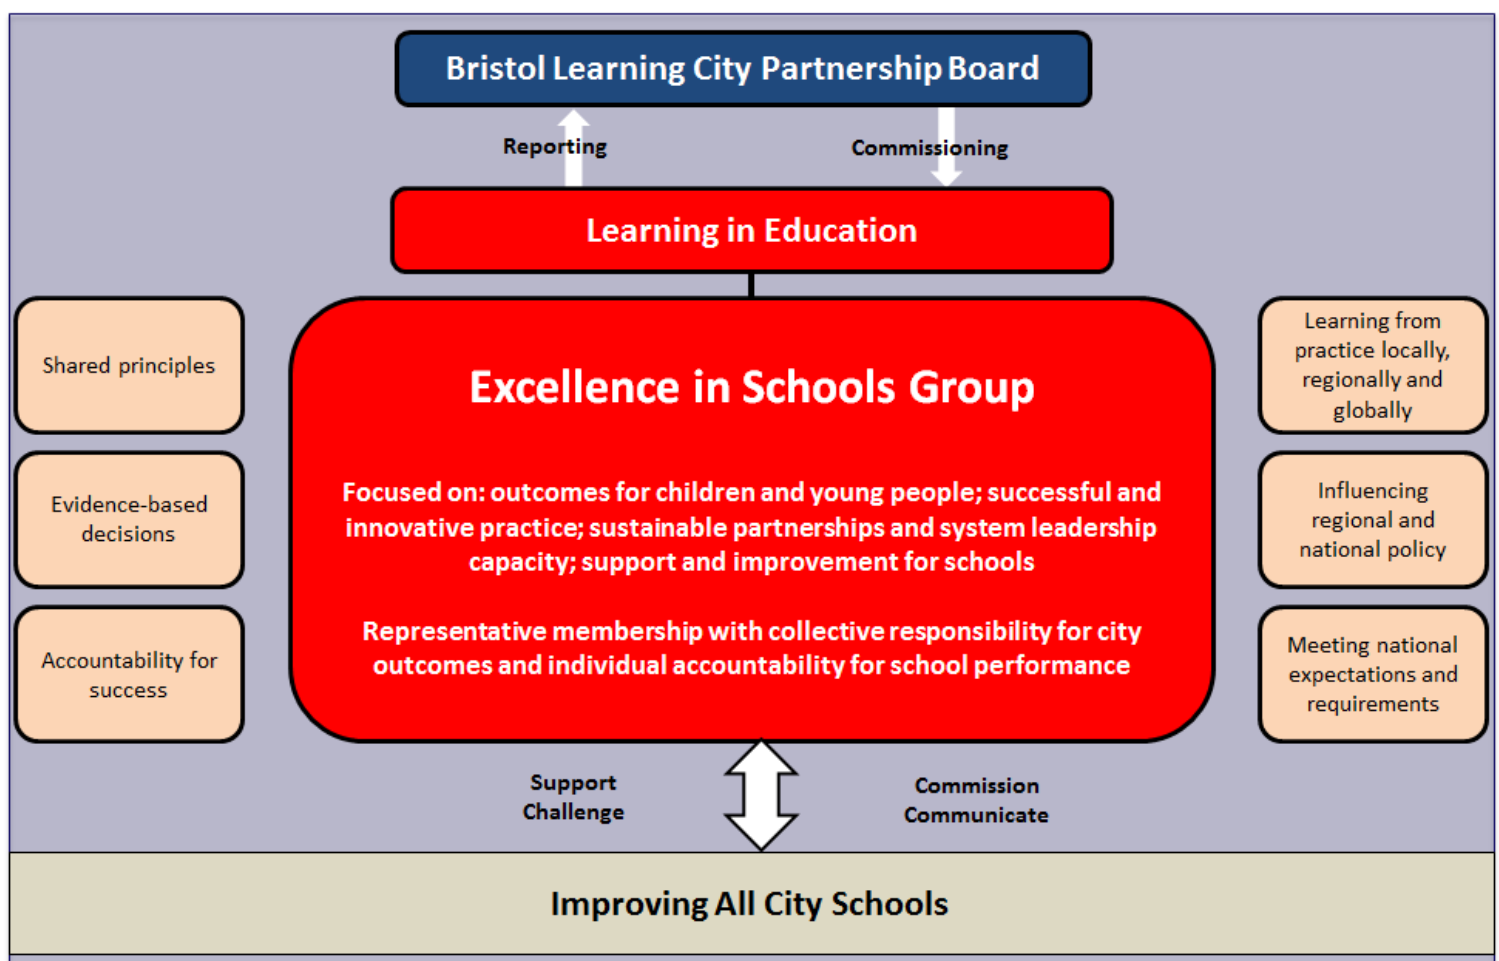 Bristol Learning City Partnership Board
Reporting
Commissioning
Learning in Education
Shared principles
Evidence-based
decisions
Accountability for
success
Excellence in Schools Group
Focused on: outcomes for children and young people; successful and
innovative practice; sustainable partnerships and system leadership
capacity; support and improvement for schools
Representative membership with collective responsibility for city
outcomes and individual accountability for school performance
Learning from
practice locally,
regionally and
globally
Influencing
regional and
national policy
Meeting national
expectations and
requirements
Support
Challenge
Commission
Communicate
Improving All City Schools